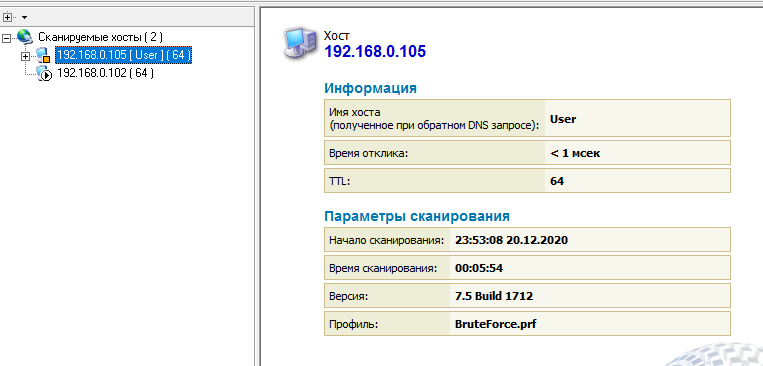 Сканируемые хосты ( 2 )
192.168.0.105 [ User ] ( 64 )
192.168.0.102 ( 64 )
Хост
192.168.0.105
Информация
Имя хоста
(полученное при обратном DNS запросе): User
Время отклика: < 1 мсек
TTL: 64
Параметры сканирования
Начало сканирования: 23:53:08 20.12.2020
Время сканирования: 00:05:54
Версия: 7.5 Build 1712
Профиль: BruteForce.prf